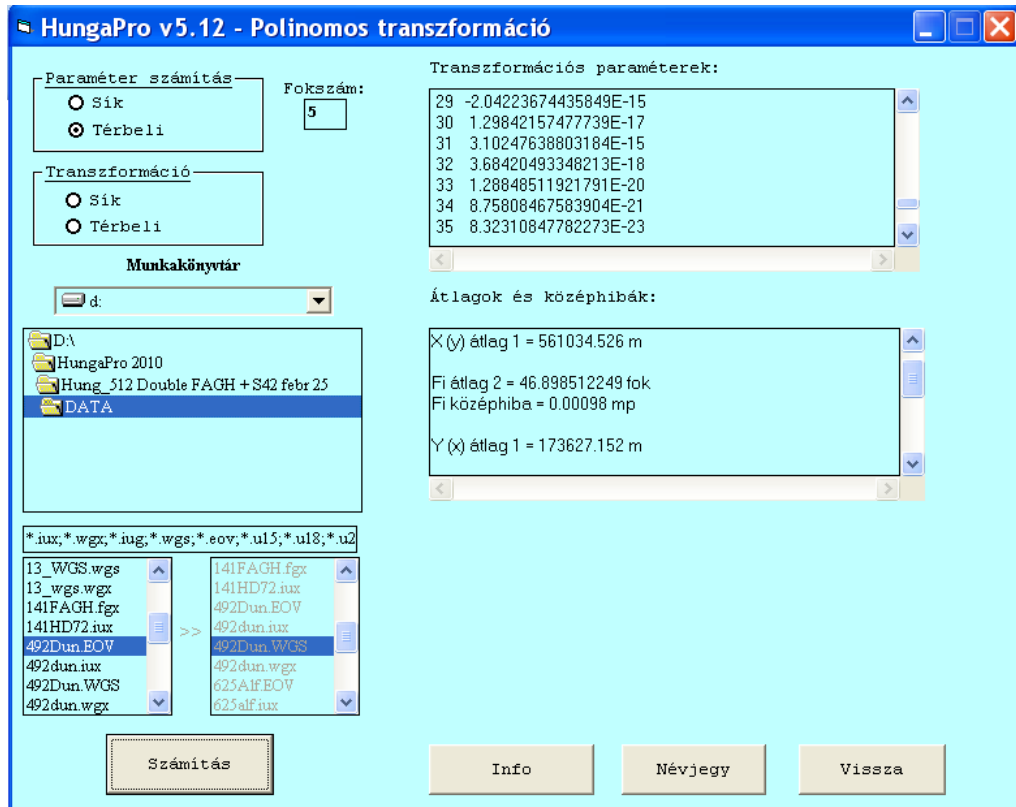 HungaPro v5.12 - Polinomos transzformáció
Paraméter számítás
Sík
Térbeli
Fokszám:
5
Transzformáció
Sík
Térbeli
Munkakönyvtár
d:
D:\
HungaPro 2010
Hung_512 Double FAGH + S42 febr 25
DATA
*.iux;*.wgx;*.iug;*.wgs;*.eov;*.u15;*.u18;*.u2
13_WGS.wgs
13_wgs.wgx
141FAGH.fgx
141HD72.iux
492Dun.EOV
492dun.iux
492Dun.WGS
492dun.wgx
>>
141FAGH.fgx
141HD72.iux
492Dun.EOV
492dun.iux
492Dun.WGS
492dun.wgx
625Alf.EOV
625alf.iux
Számítás
Transzformációs paraméterek:
29 -2.04223674435849E-15
30 1.29842157477739E-17
31 3.10247638803184E-15
32 3.68420493348213E-18
33 1.28848511921791E-20
34 8.75808467583904E-21
35 8.32310847782273E-23
Átlagok és középhibák:
X (y) átlag 1 = 561034.526 m
Fi átlag 2 = 46.898512249 fok
Fi középhiba = 0.00098 mp
Y (x) átlag 1 = 173627.152 m
Info
Névjegy
Vissza